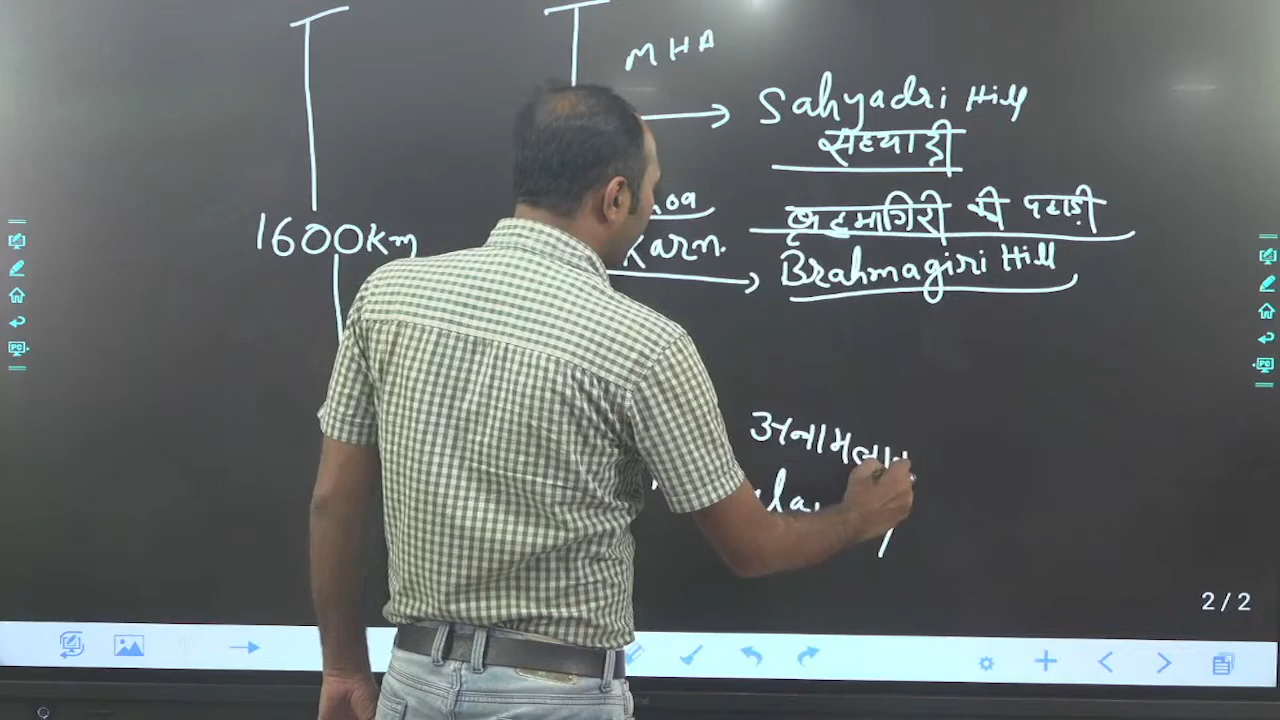 MHA
Sahyadri Hill
सह्याद्री
ब्रह्मागिरी की पहाड़ी
1600km
Karn.
Brahmagiri Hill
2/2